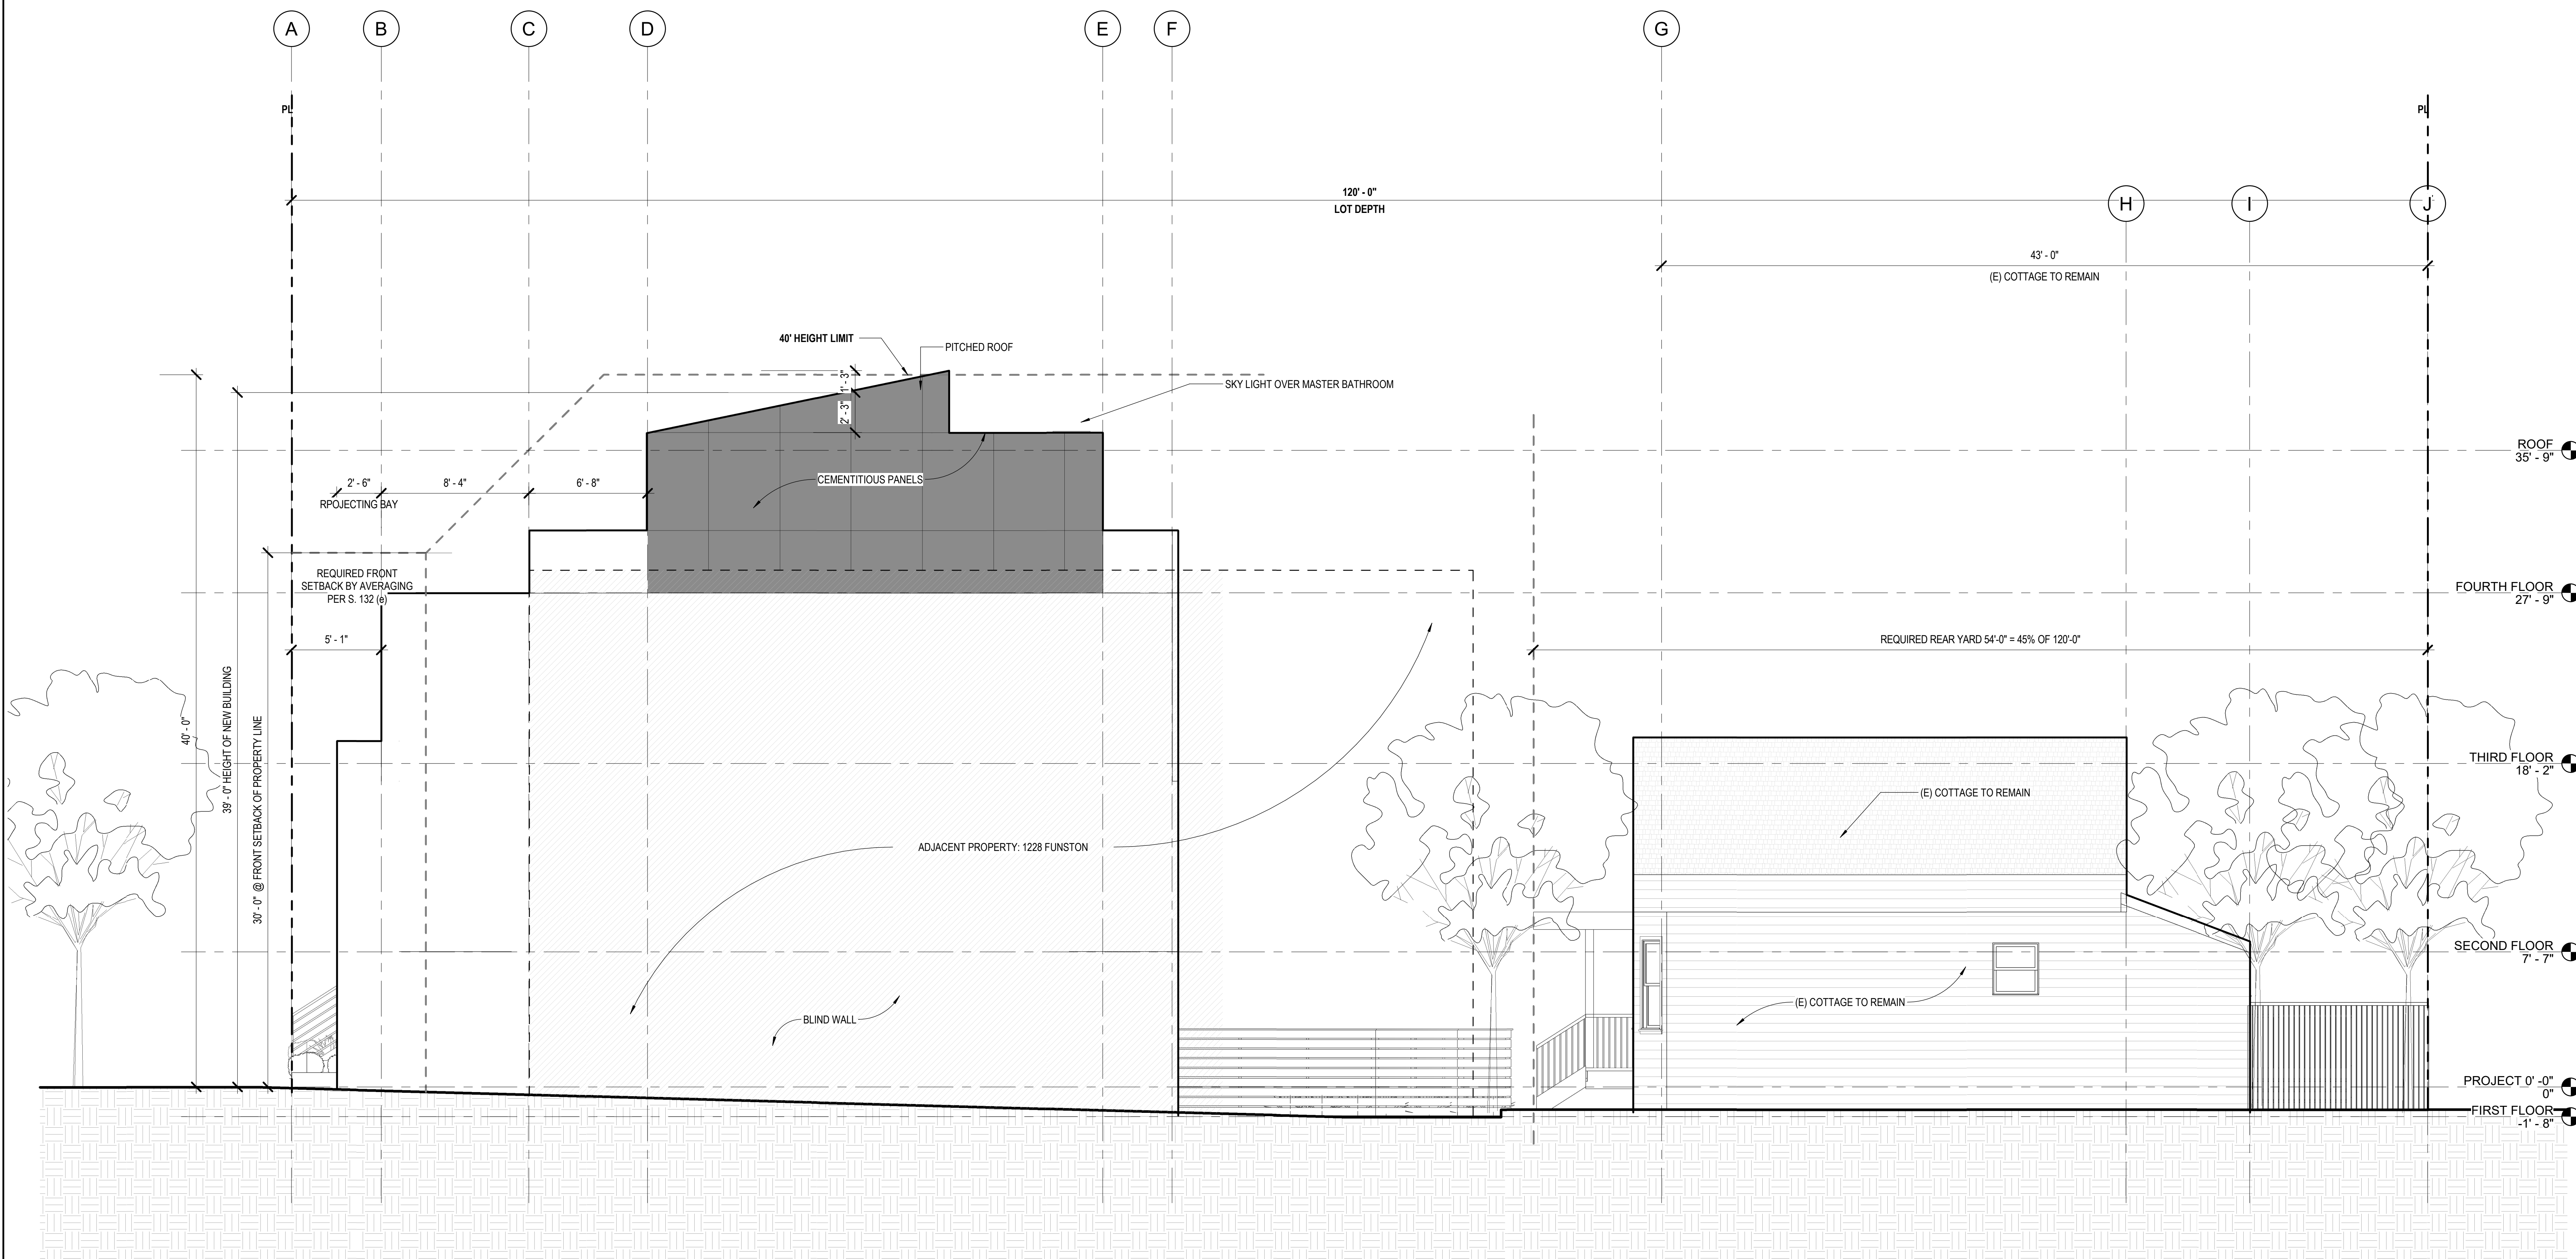 A B C D E F G
PL PL
120' - 0"
LOT DEPTH
H I J
43' - 0"
(E) COTTAGE TO REMAIN
40' HEIGHT LIMIT
PITCHED ROOF
1' - 3"
SKY LIGHT OVER MASTER BATHROOM
2' - 3"
ROOF
35' - 9"
CEMENTITIOUS PANELS
2' - 6" 8' - 4" 6' - 8"
RPOJECTING BAY
REQUIRED FRONT
SETBACK BY AVERAGING
PER S. 132 (e)
FOURTH FLOOR
27' - 9"
5' - 1"
REQUIRED REAR YARD 54'-0" = 45% OF 120'-0"
40' - 0"
39' - 0" HEIGHT OF NEW BUILDING
30' - 0" @ FRONT SETBACK OF PROPERTY LINE
THIRD FLOOR
18' - 2"
(E) COTTAGE TO REMAIN
ADJACENT PROPERTY: 1228 FUNSTON
SECOND FLOOR
7' - 7"
(E) COTTAGE TO REMAIN
BLIND WALL
PROJECT 0' -0"
0"
FIRST FLOOR
-1' - 8"